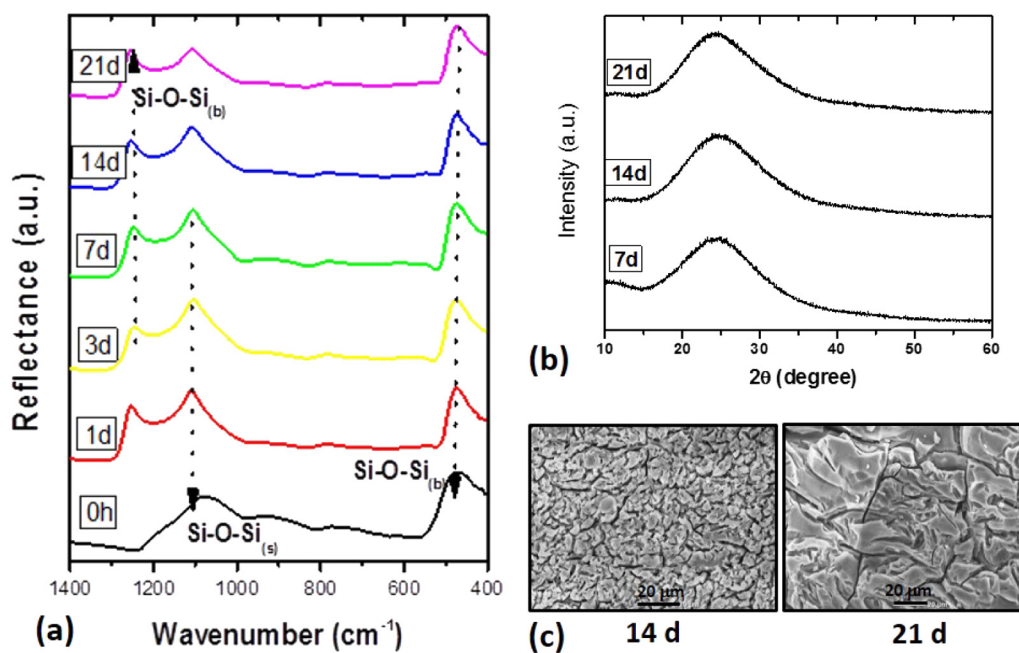 21d
Si-O-Si(b)
14d
7d
3d
1d
Si-O-Si(b)
0h
Si-O-Si(s)
Reflectance (a.u.)
1400 1200 1000 800 600 400
Wavenumber (cm⁻¹)
(a)
21d
14d
7d
Intensity (a.u.)
10 20 30 40 50 60
2θ (degree)
(b)
20 µm
20 µm
14 d
21 d
(c)